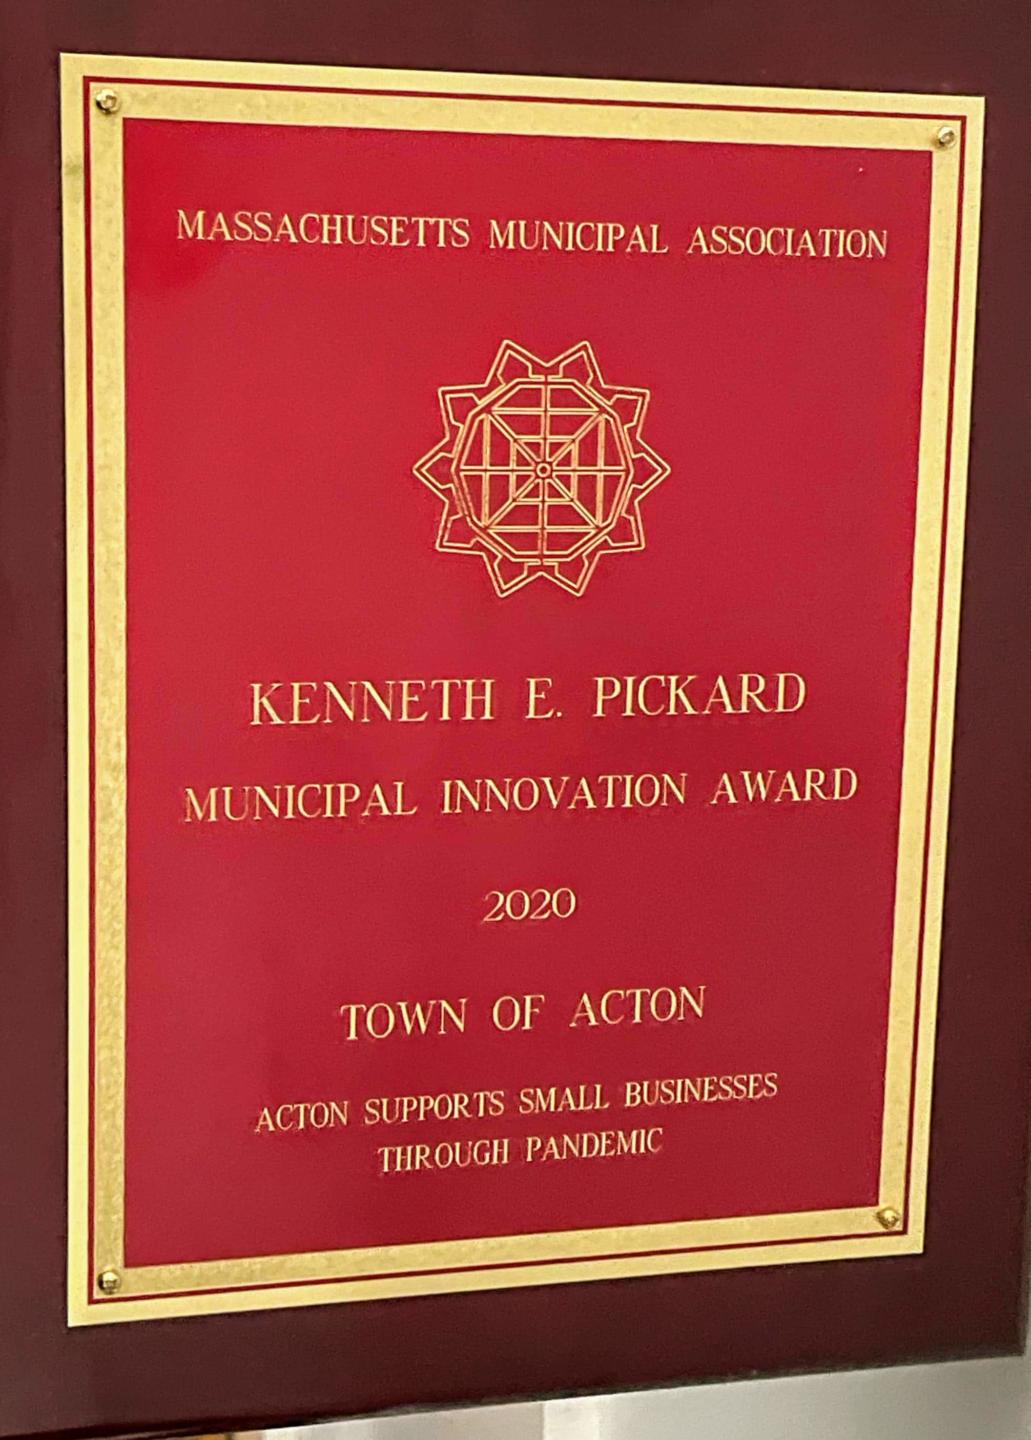 MASSACHUSETTS MUNICIPAL ASSOCIATION
KENNETH E. PICKARD
MUNICIPAL INNOVATION AWARD
2020
TOWN OF ACTON
ACTON SUPPORTS SMALL BUSINESSES
THROUGH PANDEMIC